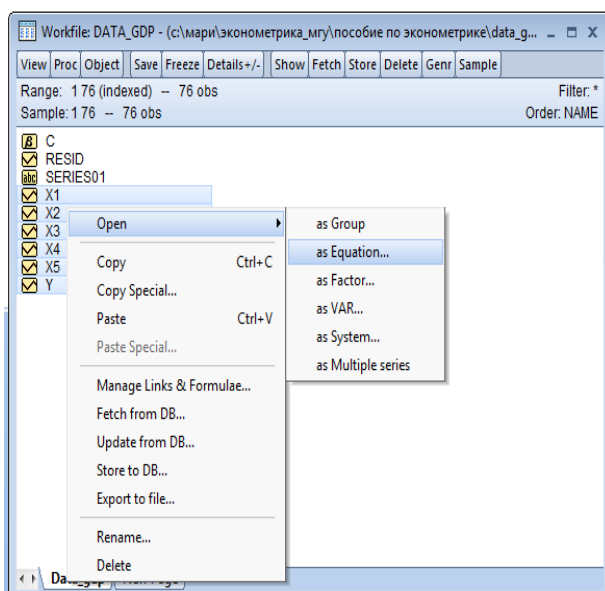 Workfile: DATA_GDP - (c:\мари\эконометрика_мгу\пособие по эконометрике\data_g...
View Proc Object Save Freeze Details+/- Show Fetch Store Delete Genr Sample
Range: 1 76 (indexed) -- 76 obs Filter: *
Sample: 1 76 -- 76 obs Order: NAME
C
RESID
SERIES01
X1
X2
X3
X4
X5
Y
Open
Copy Ctrl+C
Copy Special...
Paste Ctrl+V
Paste Special...
Manage Links & Formulae...
Fetch from DB...
Update from DB...
Store to DB...
Export to file...
Rename...
Delete
as Group
as Equation...
as Factor...
as VAR...
as System...
as Multiple series